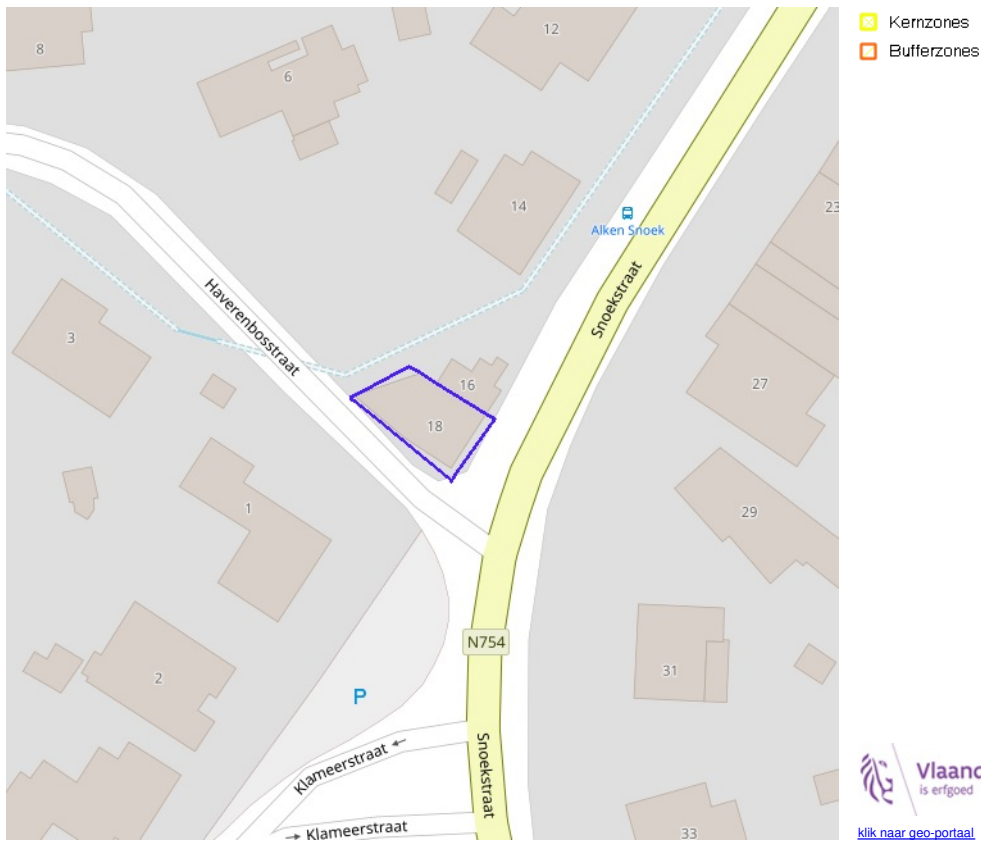 Kernzones
Bufferzones
8
6
12
14
23
Alken Snoek
Snoekstraat
Haverenbosstraat
3
16
18
27
1
29
N754
31
2
P
Klameerstraat ←
Snoekstraat
→ Klameerstraat
33
Vlaand
is erfgoed
klik naar geo-portaal